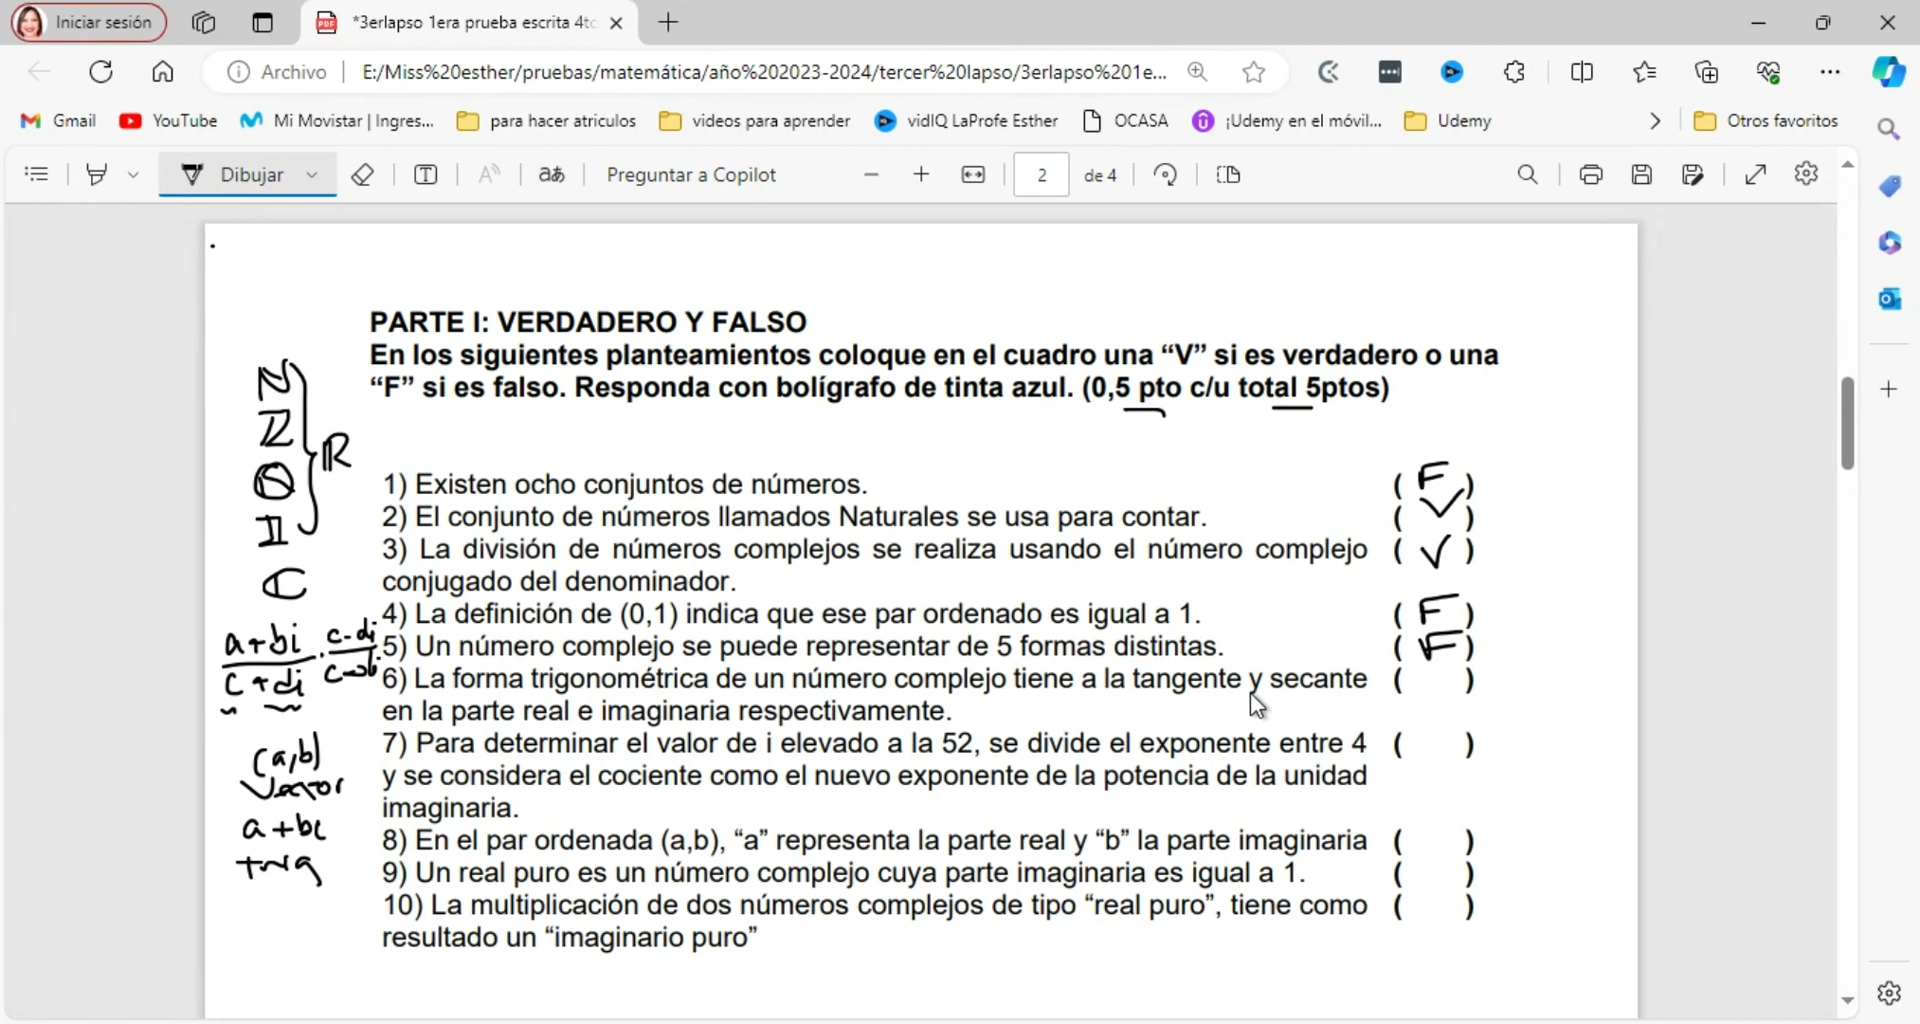 Iniciar sesión
*3erlapso 1era prueba escrita 4to
Archivo
E:/Miss%20esther/pruebas/matemática/año%202023-2024/tercer%20lapso/3erlapso%201e...
Gmail
YouTube
Mi Movistar | Ingres...
para hacer atriculos
videos para aprender
vidIQ LaProfe Esther
OCASA
¡Udemy en el móvil...
Udemy
Otros favoritos
Dibujar
aあ
Preguntar a Copilot
2
de 4
PARTE I: VERDADERO Y FALSO
En los siguientes planteamientos coloque en el cuadro una “V” si es verdadero o una
“F” si es falso. Responda con bolígrafo de tinta azul. (0,5 pto c/u total 5ptos)
N
Z
Q
I
R
C
1) Existen ocho conjuntos de números. ( F )
2) El conjunto de números llamados Naturales se usa para contar. ( V )
3) La división de números complejos se realiza usando el número complejo ( V )
conjugado del denominador.
4) La definición de (0,1) indica que ese par ordenado es igual a 1. ( F )
5) Un número complejo se puede representar de 5 formas distintas. ( F )
6) La forma trigonométrica de un número complejo tiene a la tangente y secante ( )
en la parte real e imaginaria respectivamente.
7) Para determinar el valor de i elevado a la 52, se divide el exponente entre 4 ( )
y se considera el cociente como el nuevo exponente de la potencia de la unidad
imaginaria.
8) En el par ordenada (a,b), “a” representa la parte real y “b” la parte imaginaria ( )
9) Un real puro es un número complejo cuya parte imaginaria es igual a 1. ( )
10) La multiplicación de dos números complejos de tipo “real puro”, tiene como ( )
resultado un “imaginario puro”
a+bi . c-di
c+di c-di
(a,b)
Vector
a+bi
trig